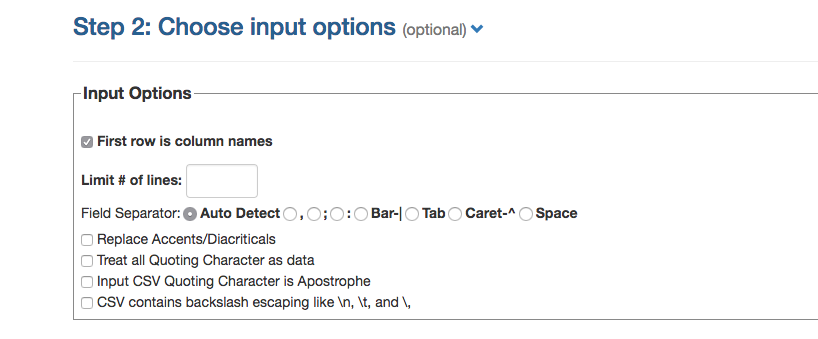 Step 2: Choose input options (optional)
Input Options
First row is column names
Limit # of lines:
Field Separator: Auto Detect , ; : Bar-| Tab Caret-^ Space
Replace Accents/Diacriticals
Treat all Quoting Character as data
Input CSV Quoting Character is Apostrophe
CSV contains backslash escaping like \n, \t, and \,